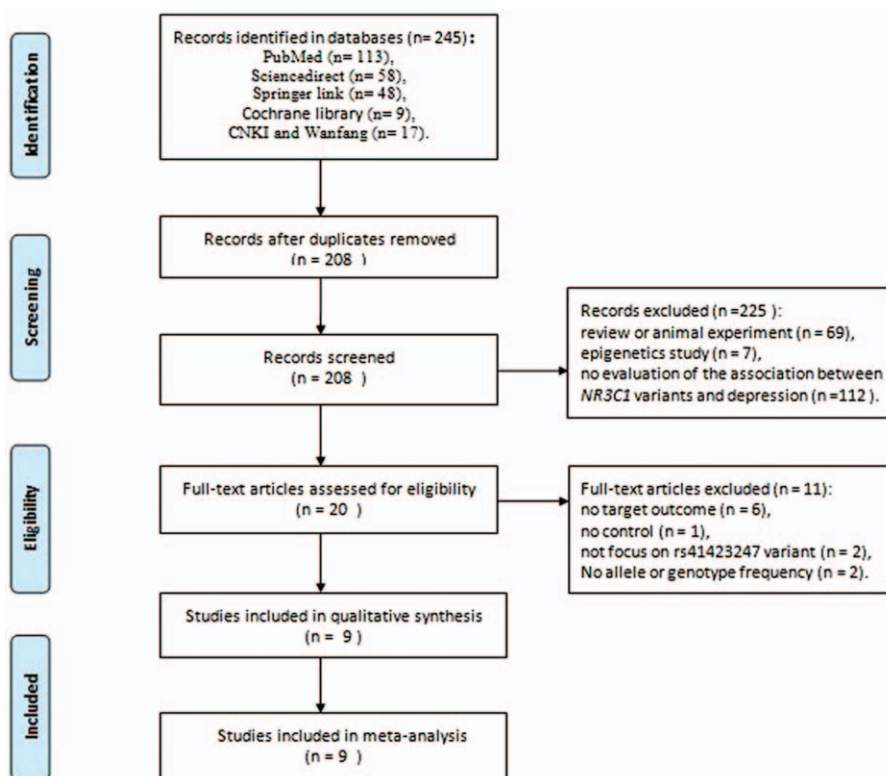 Identification
Records identified in databases (n= 245):
PubMed (n= 113),
Sciencedirect (n= 58),
Springer link (n= 48),
Cochrane library (n= 9),
CNKI and Wanfang (n= 17).
Screening
Records after duplicates removed
(n = 208 )
Records screened
(n = 208 )
Records excluded (n =225 ):
review or animal experiment (n = 69),
epigenetics study (n = 7),
no evaluation of the association between
NR3C1 variants and depression (n =112 ).
Eligibility
Full-text articles assessed for eligibility
(n = 20 )
Full-text articles excluded (n = 11):
no target outcome (n = 6),
no control (n = 1),
not focus on rs41423247 variant (n = 2),
No allele or genotype frequency (n = 2).
Studies included in qualitative synthesis
(n = 9 )
Included
Studies included in meta-analysis
(n = 9 )